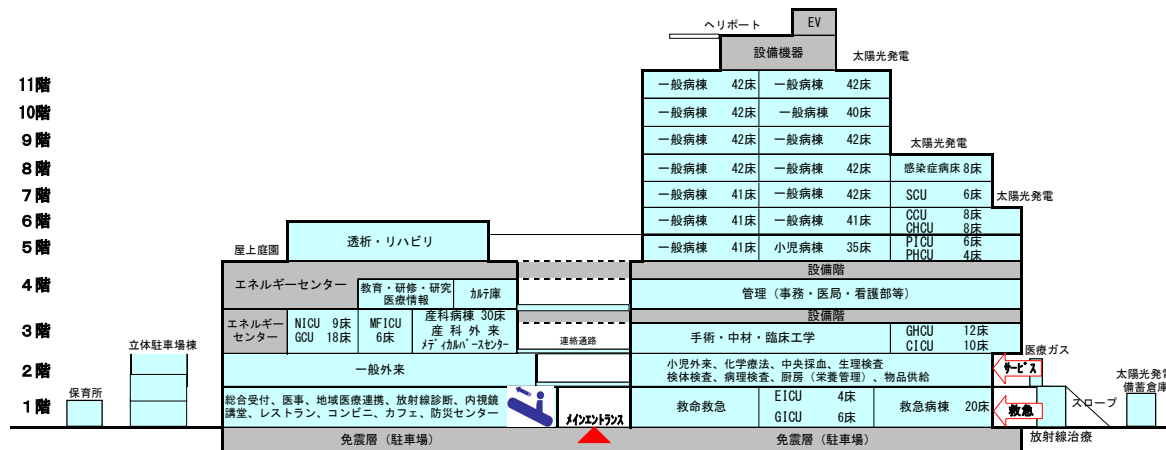 ヘリポート
EV
設備機器
太陽光発電
11階
一般病棟 42床
一般病棟 42床
10階
一般病棟 42床
一般病棟 40床
9階
一般病棟 42床
一般病棟 42床
太陽光発電
8階
一般病棟 42床
一般病棟 42床
感染症病床 8床
7階
一般病棟 41床
一般病棟 42床
SCU 6床
太陽光発電
6階
一般病棟 41床
一般病棟 41床
CCU 8床
CHCU 8床
5階
屋上庭園
透析・リハビリ
一般病棟 41床
小児病棟 35床
PICU 6床
PHCU 4床
設備階
4階
エネルギーセンター
教育・研修・研究
医療情報
カルテ庫
管理（事務・医局・看護部等）
設備階
3階
エネルギー
センター
NICU 9床
GCU 18床
MFICU
6床
産科病棟 30床
産科外来
メディカルバースセンター
連絡通路
手術・中材・臨床工学
GHCU 12床
CICU 10床
立体駐車場棟
2階
一般外来
小児外来、化学療法、中央採血、生理検査
検体検査、病理検査、厨房（栄養管理）、物品供給
サービス
医療ガス
保育所
太陽光発電
備蓄倉庫
1階
総合受付、医事、地域医療連携、放射線診断、内視鏡
講堂、レストラン、コンビニ、カフェ、防災センター
メインエントランス
救命救急
EICU 4床
GICU 6床
救急病棟 20床
救急
スロープ
放射線治療
免震層（駐車場）
免震層（駐車場）